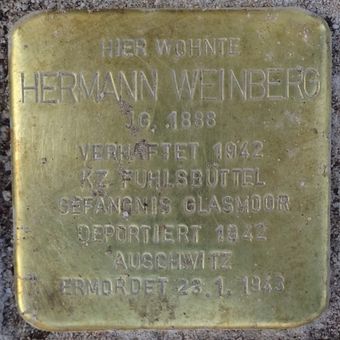 HIER WOHNTE
HERMANN WEINBERG
JG. 1888
VERHAFTET 1942
KZ FUHLSBÜTTEL
GEFÄNGNIS GLASMOOR
DEPORTIERT 1942
AUSCHWITZ
ERMORDET 23.1.1943